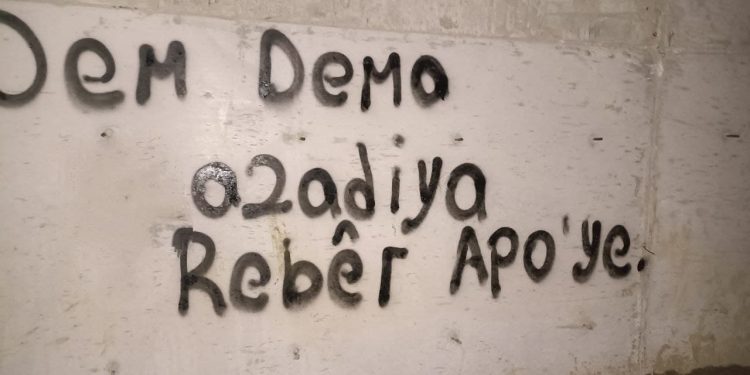 Dem Dema
azadiya
Rebêr Apo'ye.